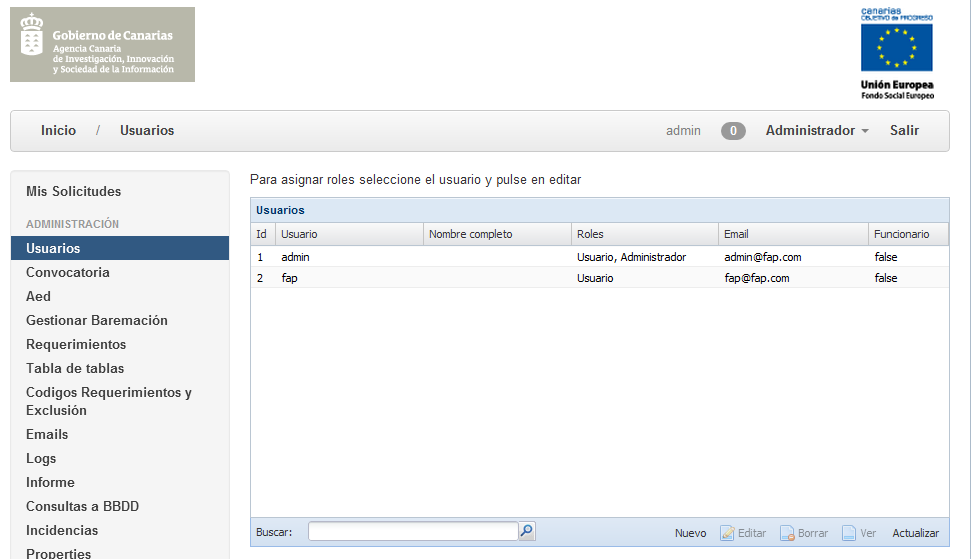 Gobierno de Canarias
Agencia Canaria
de Investigación, Innovación
y Sociedad de la Información
canarias
OBJETIVO de PROGRESO
Unión Europea
Fondo Social Europeo
Inicio / Usuarios admin 0 Administrador Salir
Mis Solicitudes
ADMINISTRACIÓN
Usuarios
Convocatoria
Aed
Gestionar Baremación
Requerimientos
Tabla de tablas
Codigos Requerimientos y
Exclusión
Emails
Logs
Informe
Consultas a BBDD
Incidencias
Properties
Para asignar roles seleccione el usuario y pulse en editar
Usuarios
Id Usuario Nombre completo Roles Email Funcionario
1 admin Usuario, Administrador admin@fap.com false
2 fap Usuario fap@fap.com false
Buscar: Nuevo Editar Borrar Ver Actualizar